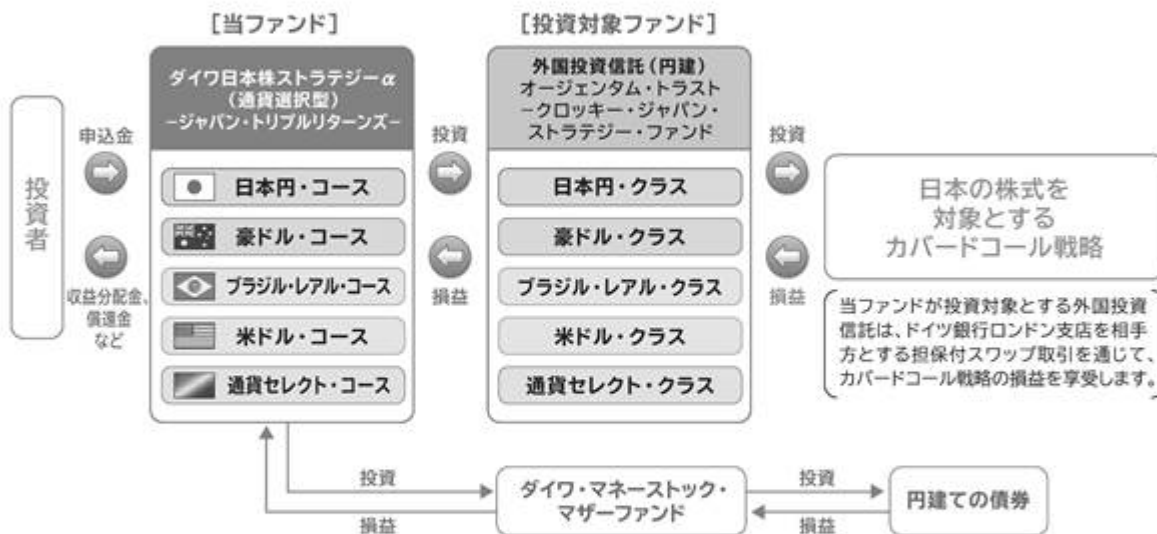 ［当ファンド］
［投資対象ファンド］
投資者
申込金
収益分配金、
償還金
など
ダイワ日本株ストラテジーα
（通貨選択型）
－ジャパン・トリプルリターンズ－
日本円・コース
豪ドル・コース
ブラジル・レアル・コース
米ドル・コース
通貨セレクト・コース
投資
損益
外国投資信託（円建）
オージェンタム・トラスト
－クロッキー・ジャパン・
ストラテジー・ファンド
日本円・クラス
豪ドル・クラス
ブラジル・レアル・クラス
米ドル・クラス
通貨セレクト・クラス
投資
損益
日本の株式を
対象とする
カバードコール戦略
当ファンドが投資対象とする外国投資
信託は、ドイツ銀行ロンドン支店を相手
方とする担保付スワップ取引を通じて、
カバードコール戦略の損益を享受します。
投資
損益
ダイワ・マネーストック・
マザーファンド
投資
損益
円建ての債券